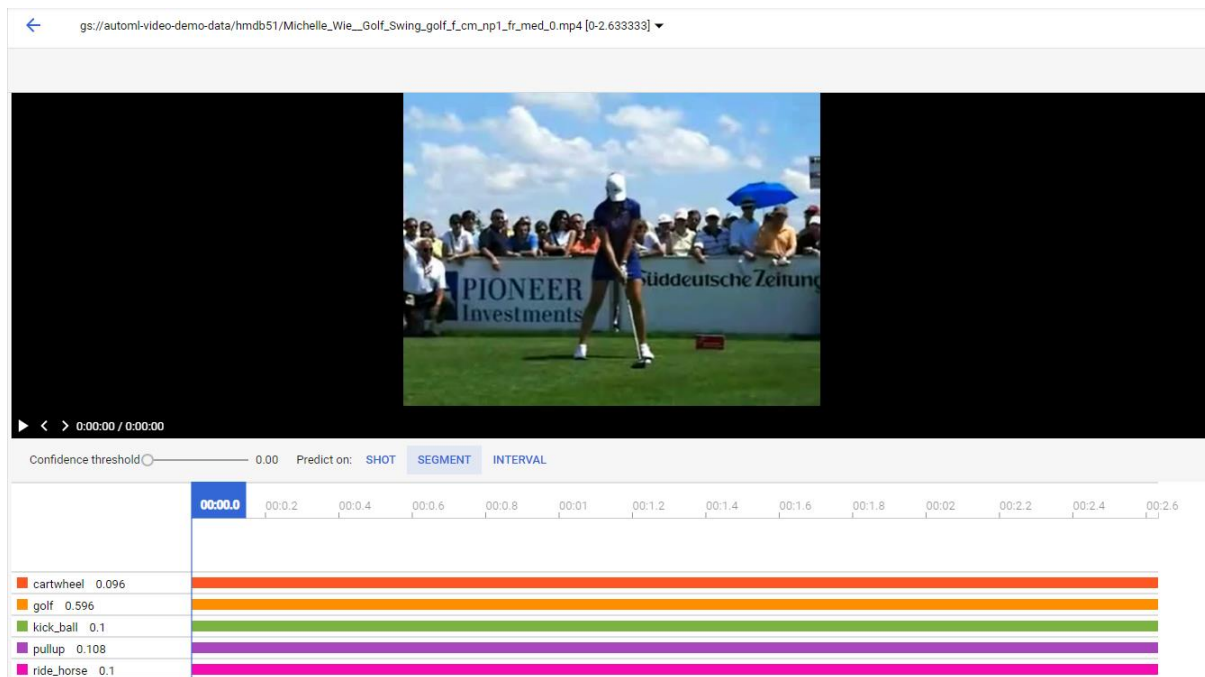 gs://automl-video-demo-data/hmdb51/Michelle_Wie__Golf_Swing_golf_f_cm_np1_fr_med_0.mp4 [0-2.633333]
PIONEER
Investments
Süddeutsche Zeitung
0:00:00 / 0:00:00
Confidence threshold 0.00 Predict on: SHOT SEGMENT INTERVAL
00:00.0 00:0.2 00:0.4 00:0.6 00:0.8 00:01 00:1.2 00:1.4 00:1.6 00:1.8 00:02 00:2.2 00:2.4 00:2.6
cartwheel 0.096
golf 0.596
kick_ball 0.1
pullup 0.108
ride_horse 0.1